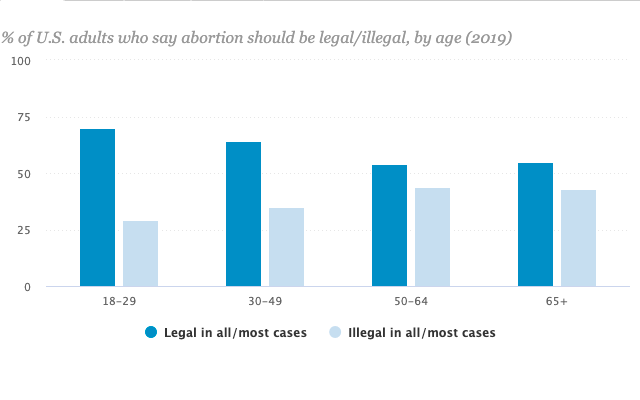 % of U.S. adults who say abortion should be legal/illegal, by age (2019)
100
75
50
25
0
18-29 30-49 50-64 65+
Legal in all/most cases Illegal in all/most cases